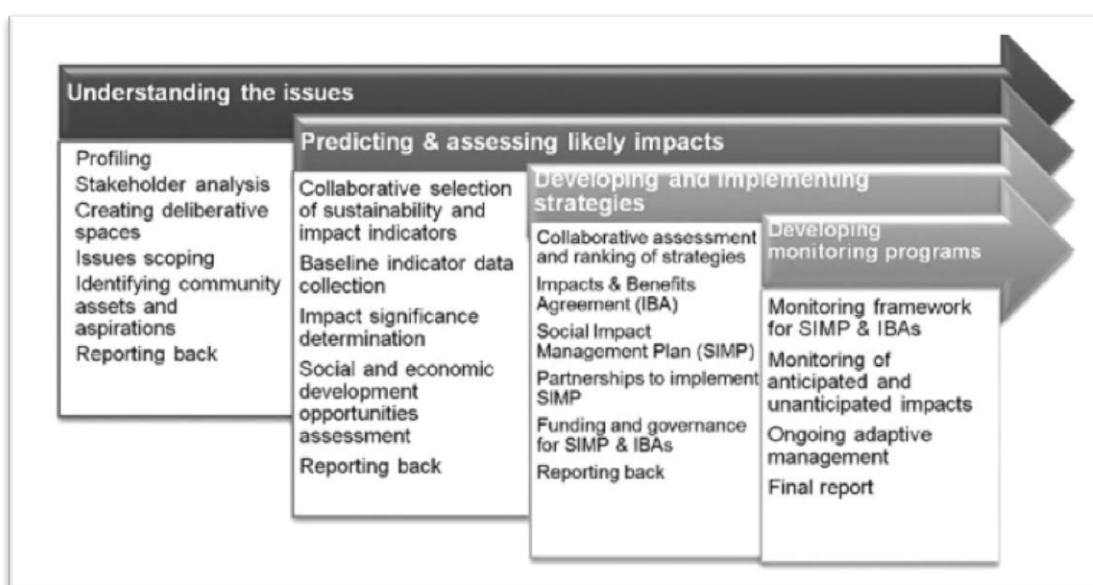 Understanding the issues
Profiling
Stakeholder analysis
Creating deliberative
spaces
Issues scoping
Identifying community
assets and
aspirations
Reporting back
Predicting & assessing likely impacts
Collaborative selection
of sustainability and
impact indicators
Baseline indicator data
collection
Impact significance
determination
Social and economic
development
opportunities
assessment
Reporting back
Developing and implementing
strategies
Collaborative assessment
and ranking of strategies
Impacts & Benefits
Agreement (IBA)
Social Impact
Management Plan (SIMP)
Partnerships to implement
SIMP
Funding and governance
for SIMP & IBAs
Reporting back
Developing
monitoring programs
Monitoring framework
for SIMP & IBAs
Monitoring of
anticipated and
unanticipated impacts
Ongoing adaptive
management
Final report